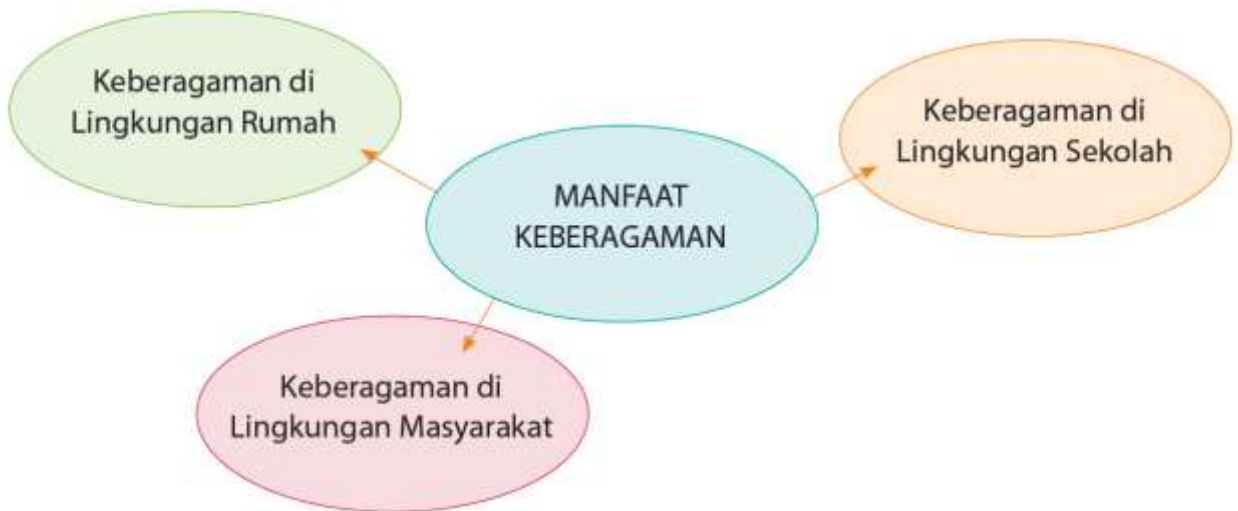 Keberagaman di
Lingkungan Rumah
Keberagaman di
Lingkungan Sekolah
MANFAAT
KEBERAGAMAN
Keberagaman di
Lingkungan Masyarakat